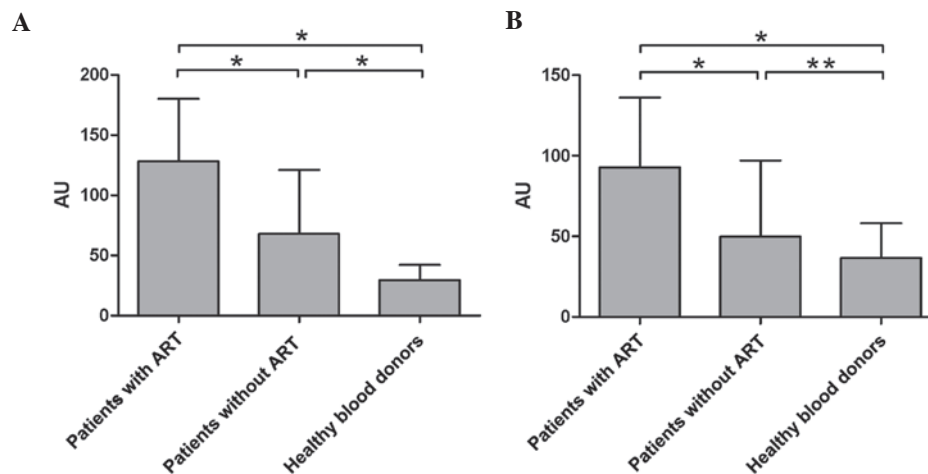 A
*
*
*
200
150
100
50
0
AU
Patients with ART
Patients without ART
Healthy blood donors
B
*
*
**
150
100
50
0
AU
Patients with ART
Patients without ART
Healthy blood donors